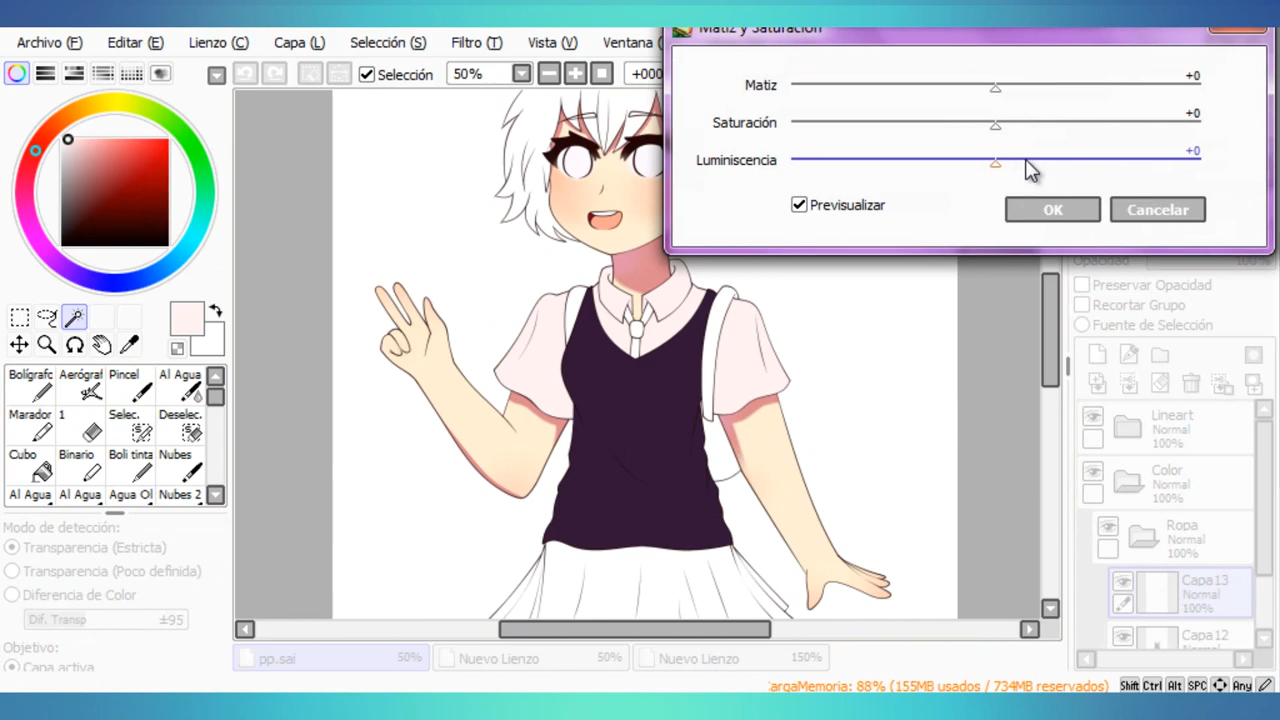 Matiz y Saturación
Archivo (F) Editar (E) Lienzo (C) Capa (L) Selección (S) Filtro (T) Vista (V) Ventana (
Selección 50% +000
Matiz +0
Saturación +0
Luminiscencia +0
Previsualizar OK Cancelar
Opacidad 100%
Preservar Opacidad
Recortar Grupo
Fuente de Selección
Bolígrafc Aerógraf Pincel Al Agua
Marador 1 Selec. Deselec.
Cubo Binario Boli tinta Nubes
Al Agua Al Agua Agua Ol Nubes 2
Modo de detección:
Transparencia (Estricta)
Transparencia (Poco definida)
Diferencia de Color
Dif. Transp ±95
Objetivo:
Capa activa
Lineart
Normal
100%
Color
Normal
100%
Ropa
Normal
100%
Capa13
Normal
100%
Capa12
Normal
pp.sai 50% Nuevo Lienzo 50% Nuevo Lienzo 150%
argaMemoria: 88% (155MB usados / 734MB reservados) Shift Ctrl Alt SPC Any